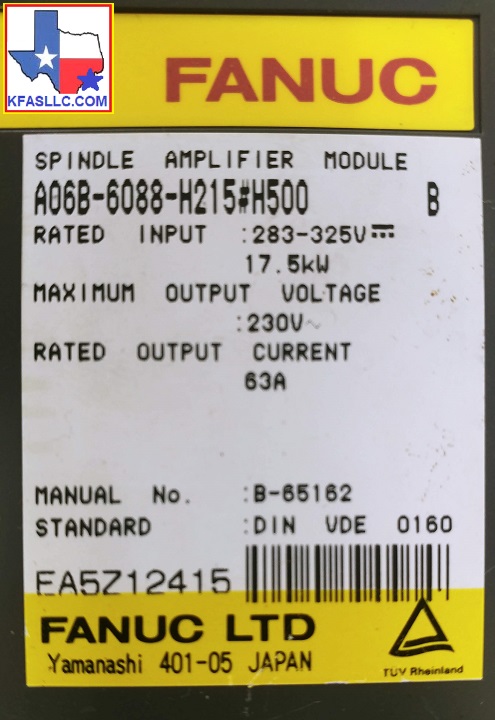 KFASLLC.COM
FANUC
SPINDLE AMPLIFIER MODULE
A06B-6088-H215#H500 B
RATED INPUT :283-325V⎓
17.5kW
MAXIMUM OUTPUT VOLTAGE
:230V~
RATED OUTPUT CURRENT
63A
MANUAL No. :B-65162
STANDARD :DIN VDE 0160
EA5Z12415
FANUC LTD
Yamanashi 401-05 JAPAN
TÜV Rheinland